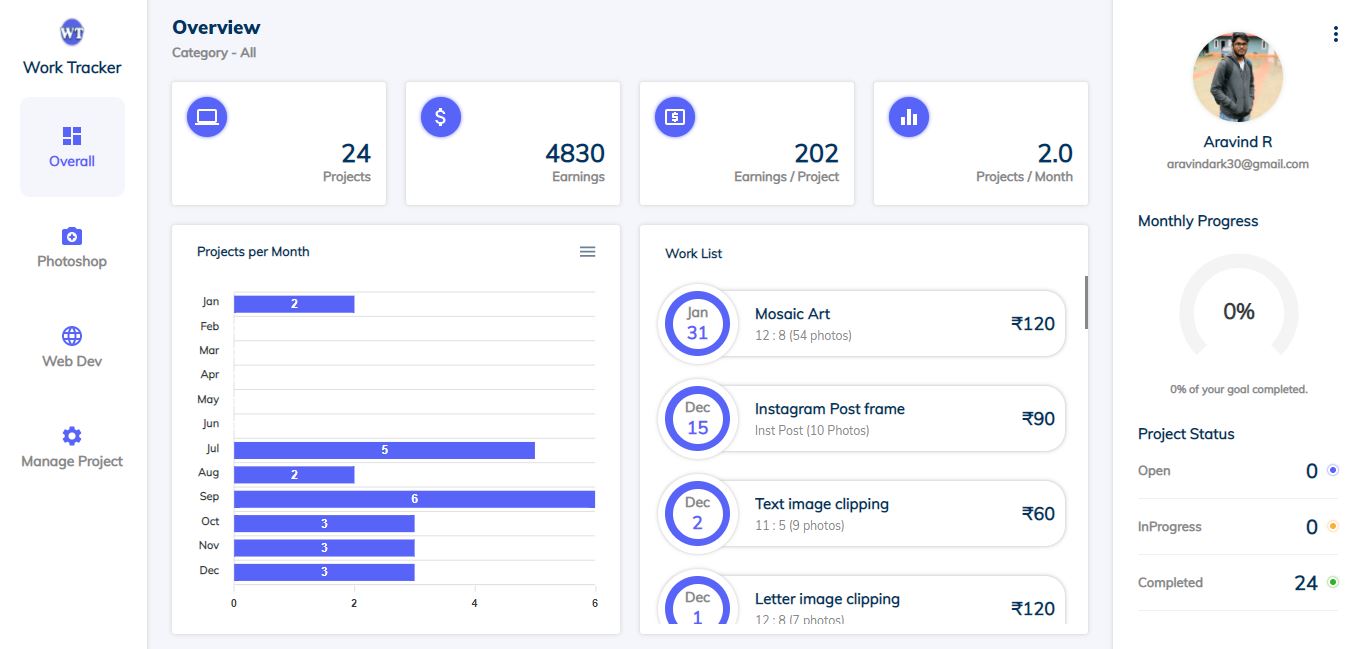 WT
Work Tracker
Overall
Photoshop
Web Dev
Manage Project
Overview
Category - All
24
Projects
4830
Earnings
202
Earnings / Project
2.0
Projects / Month
Projects per Month
Jan 2
Feb
Mar
Apr
May
Jun
Jul 5
Aug 2
Sep 6
Oct 3
Nov 3
Dec 3
0 2 4 6
Work List
Jan
31
Mosaic Art
12 : 8 (54 photos)
₹120
Dec
15
Instagram Post frame
Inst Post (10 Photos)
₹90
Dec
2
Text image clipping
11 : 5 (9 photos)
₹60
Dec
1
Letter image clipping
12 : 8 (7 photos)
₹120
Aravind R
aravindark30@gmail.com
Monthly Progress
0%
0% of your goal completed.
Project Status
Open 0
InProgress 0
Completed 24